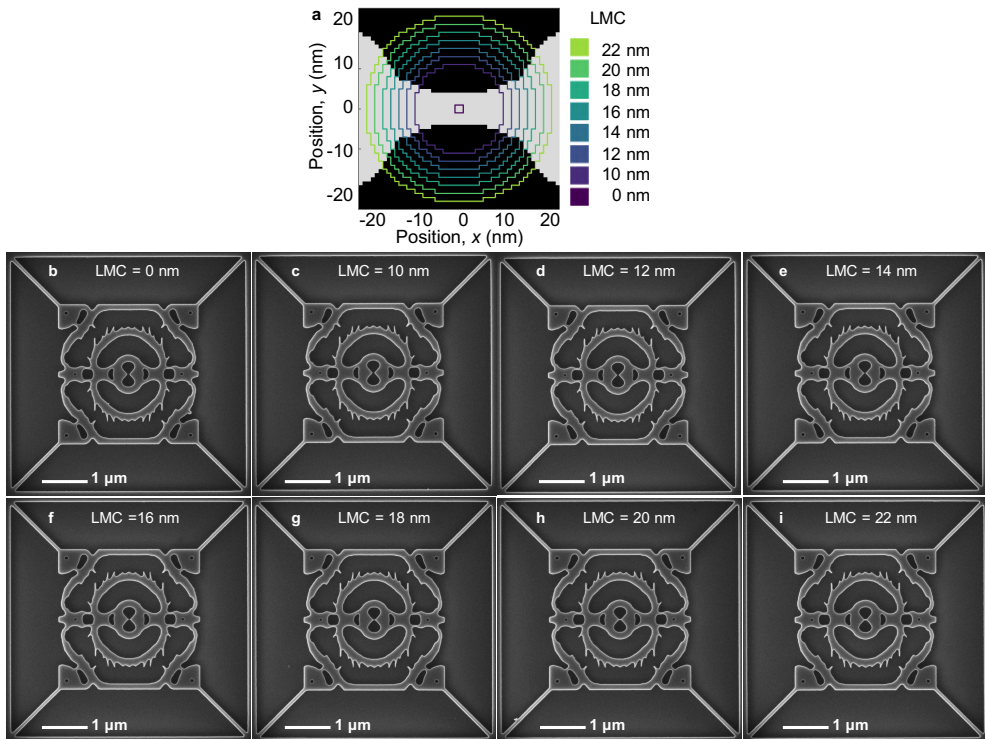 a
LMC
20
10
0
-10
-20
Position, y (nm)
-20 -10 0 10 20
Position, x (nm)
22 nm
20 nm
18 nm
16 nm
14 nm
12 nm
10 nm
0 nm
b LMC = 0 nm
1 μm
c LMC = 10 nm
1 μm
d LMC = 12 nm
1 μm
e LMC = 14 nm
1 μm
f LMC =16 nm
1 μm
g LMC = 18 nm
1 μm
h LMC = 20 nm
1 μm
i LMC = 22 nm
1 μm